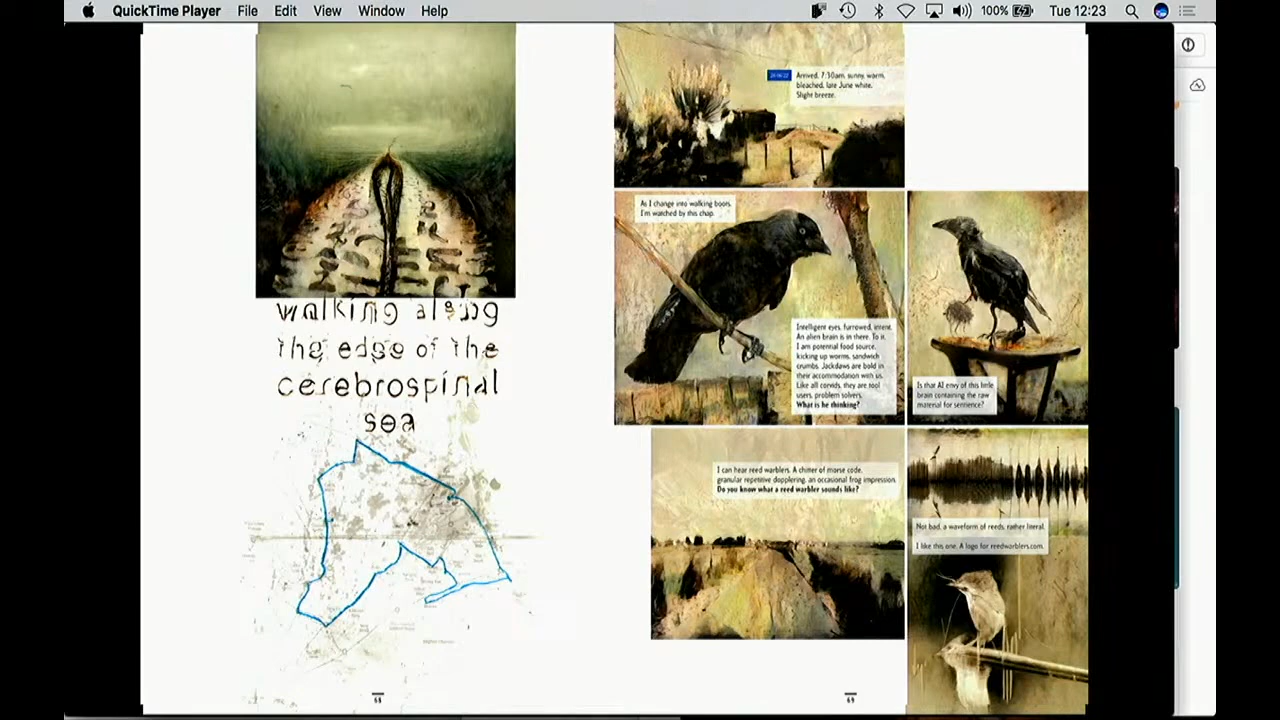 QuickTime Player File Edit View Window Help
100% Tue 12:23
walking along
the edge of the
cerebrospinal
sea
68
Arrived, 7:30am, sunny, warm,
bleached, late June white.
Slight breeze.
As I change into walking boots,
I'm watched by this chap.
Intelligent eyes, furrowed, intent.
An alien brain is in there. To it,
I am potential food source,
kicking up worms, sandwich
crumbs. Jackdaws are bold in
their accommodation with us.
Like all corvids, they are tool
users, problem solvers.
What is he thinking?
Is that AI envy of this little
brain containing the raw
material for sentience?
I can hear reed warblers. A chitter of morse code,
granular repetitive dopplering, an occasional frog impression.
Do you know what a reed warbler sounds like?
Not bad, a waveform of reeds, rather literal.
I like this one. A logo for reedwarblers.com.
69